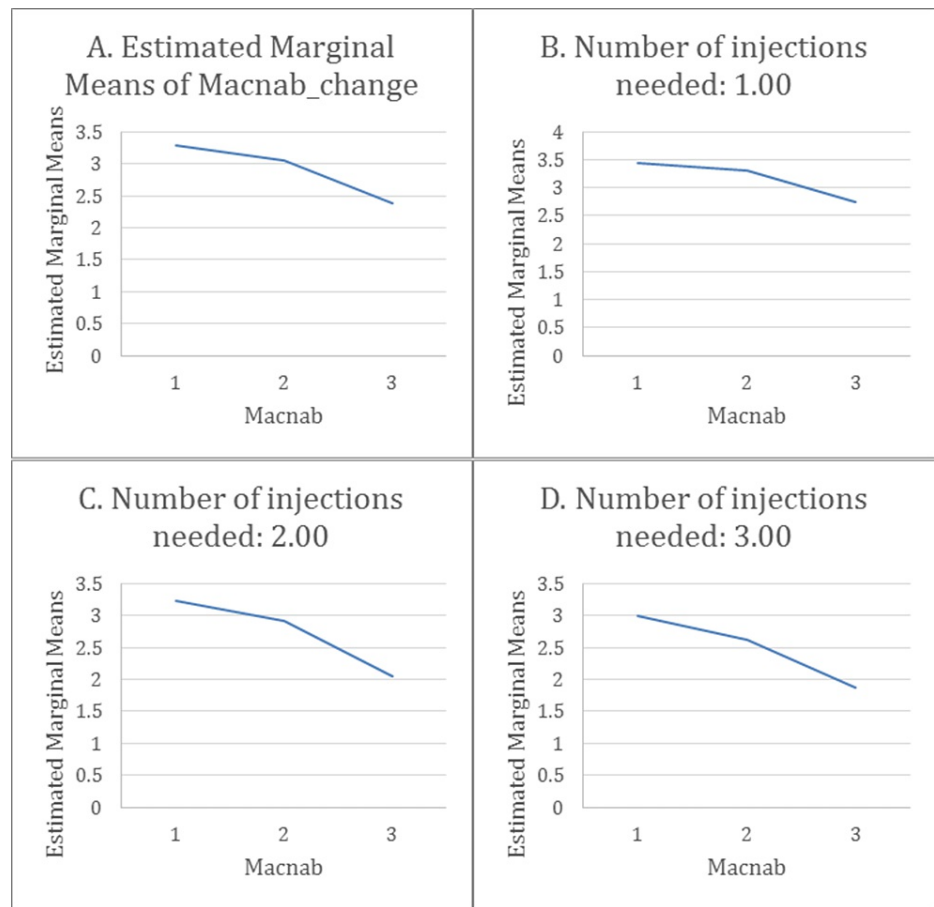 A. Estimated Marginal
Means of Macnab_change
Estimated Marginal Means
3.5
3
2.5
2
1.5
1
0.5
0
1 2 3
Macnab
B. Number of injections
needed: 1.00
Estimated Marginal Means
4
3.5
3
2.5
2
1.5
1
0.5
0
1 2 3
Macnab
C. Number of injections
needed: 2.00
Estimated Marginal Means
3.5
3
2.5
2
1.5
1
0.5
0
1 2 3
Macnab
D. Number of injections
needed: 3.00
Estimated Marginal Means
3.5
3
2.5
2
1.5
1
0.5
0
1 2 3
Macnab